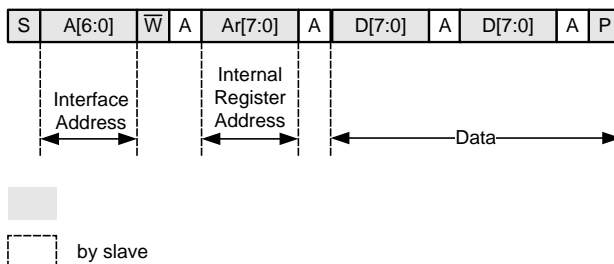 S A[6:0] W̅ A Ar[7:0] A D[7:0] A D[7:0] A P
Interface
Address
Internal
Register
Address
Data
by slave